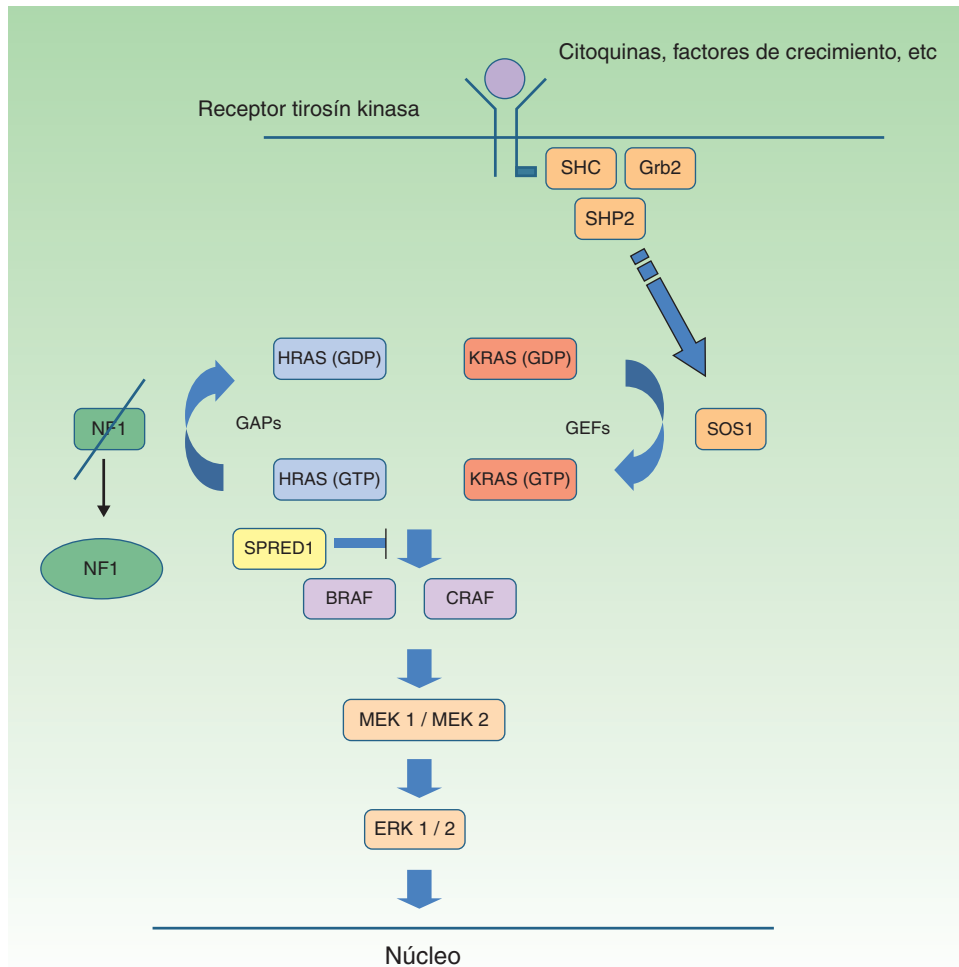 Citoquinas, factores de crecimiento, etc
Receptor tirosín kinasa
SHC
Grb2
SHP2
HRAS (GDP)
KRAS (GDP)
NF1
GAPs
GEFs
SOS1
HRAS (GTP)
KRAS (GTP)
SPRED1
NF1
BRAF
CRAF
MEK 1 / MEK 2
ERK 1 / 2
Núcleo